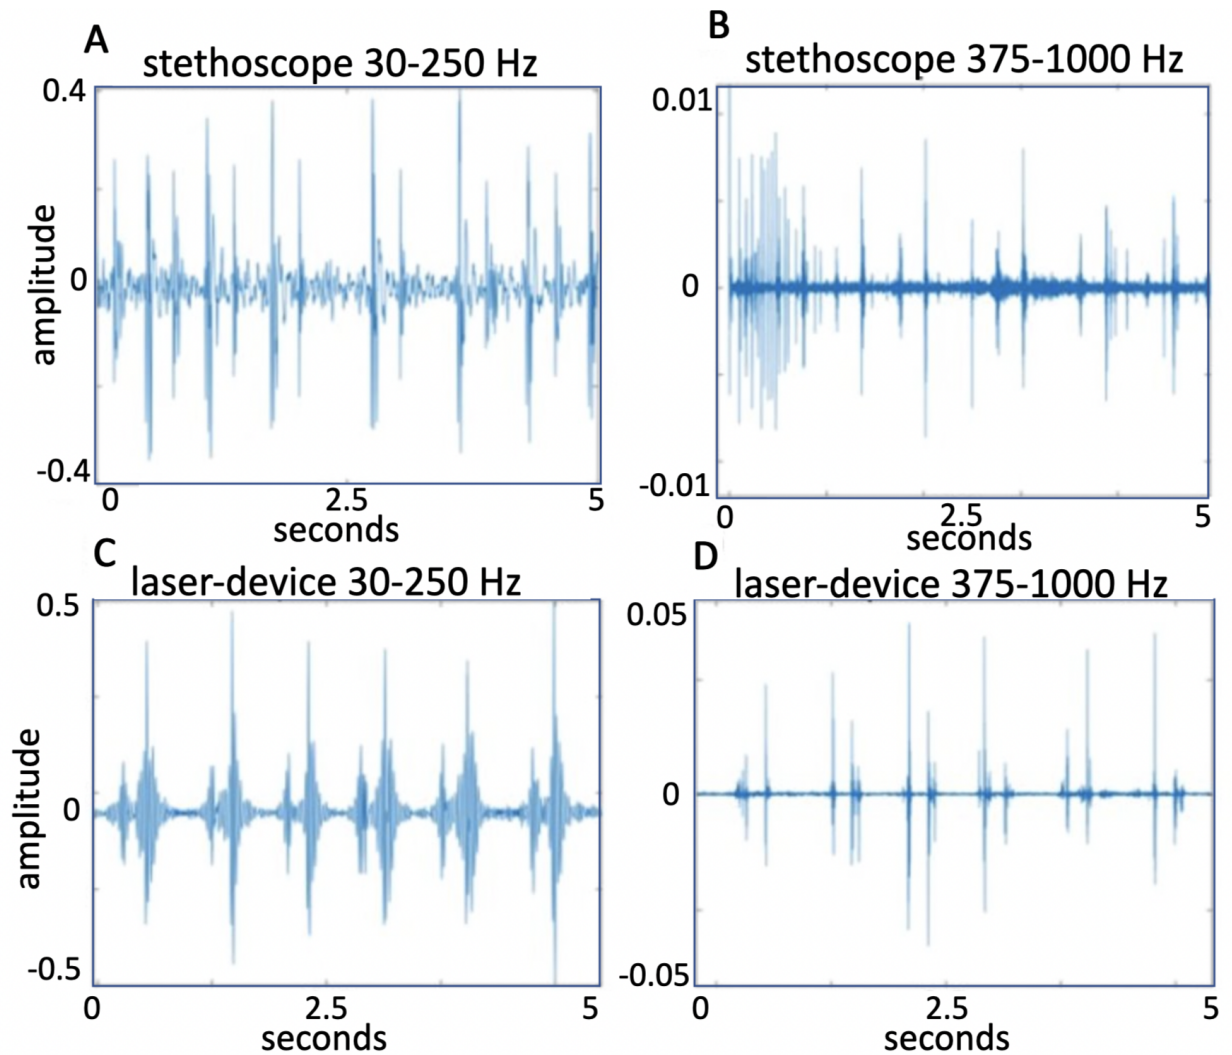 A
stethoscope 30-250 Hz
0.4
0
-0.4
amplitude
0 2.5 5
seconds
B
stethoscope 375-1000 Hz
0.01
0
-0.01
0 2.5 5
seconds
C
laser-device 30-250 Hz
0.5
0
-0.5
amplitude
0 2.5 5
seconds
D
laser-device 375-1000 Hz
0.05
0
-0.05
0 2.5 5
seconds